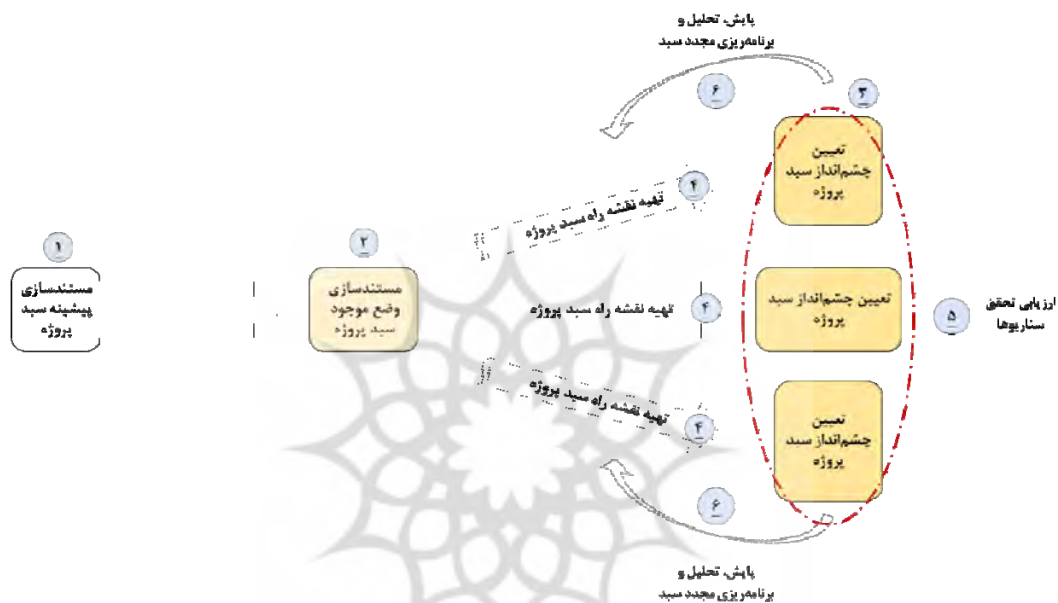 پایش، تحلیل و
برنامه‌ریزی مجدد سبد
۶
۳
تعیین
چشم‌انداز سبد
پروژه
۴
تهیه نقشه راه سبد پروژه
۱
مستندسازی
پیشینه سبد
پروژه
۲
مستندسازی
وضع موجود
سبد پروژه
تهیه نقشه راه سبد پروژه
۴
تعیین چشم‌انداز سبد
پروژه
۵
ارزیابی تحقق
سناریوها
تهیه نقشه راه سبد پروژه
۴
تعیین
چشم‌انداز سبد
پروژه
۶
پایش، تحلیل و
برنامه‌ریزی مجدد سبد